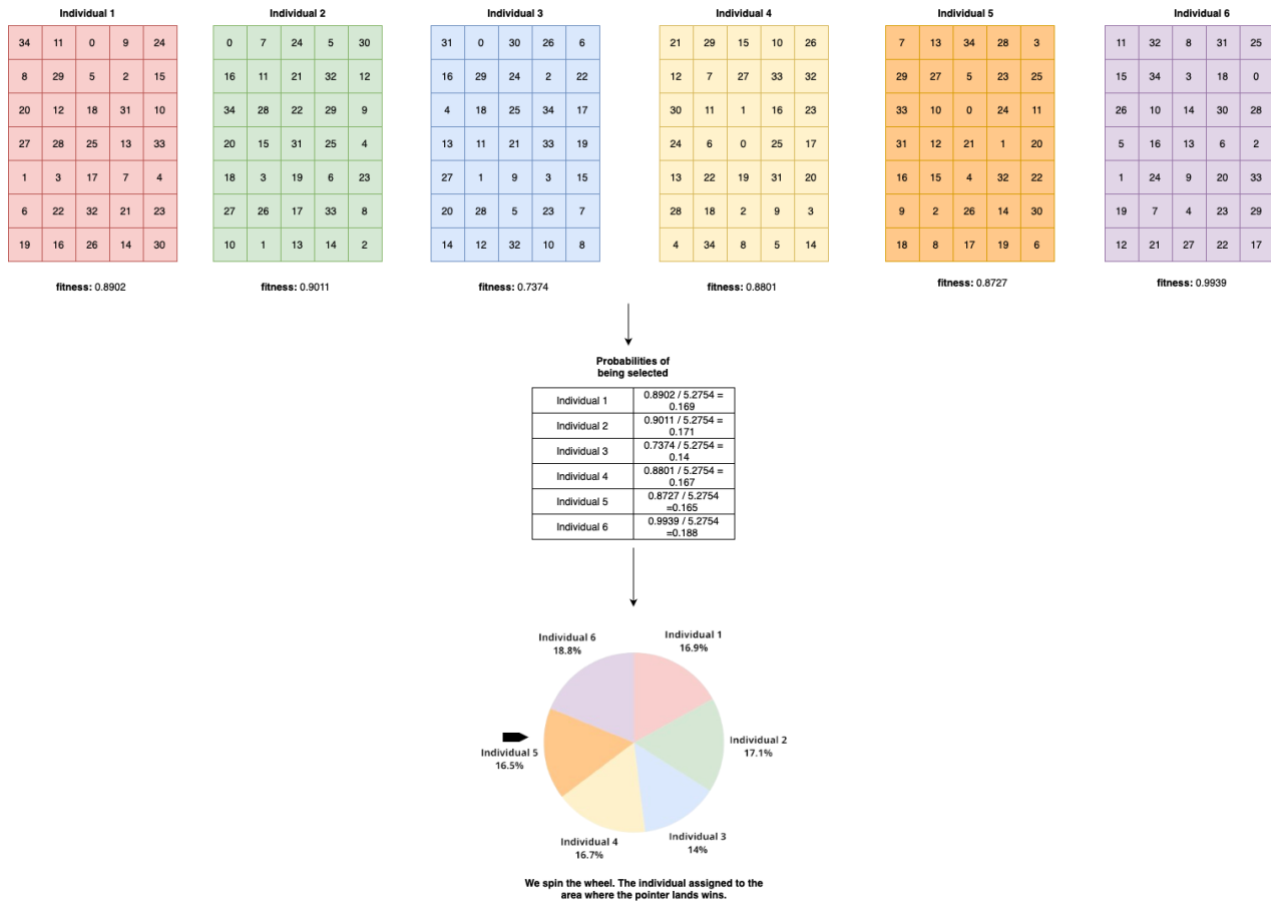 Individual 1
Individual 2
Individual 3
Individual 4
Individual 5
Individual 6
34 11 0 9 24
8 29 5 2 15
20 12 18 31 10
27 28 25 13 33
1 3 17 7 4
6 22 32 21 23
19 16 26 14 30
0 7 24 5 30
16 11 21 32 12
34 28 22 29 9
20 15 31 25 4
18 3 19 6 23
27 26 17 33 8
10 1 13 14 2
31 0 30 26 6
16 29 24 2 22
4 18 25 34 17
13 11 21 33 19
27 1 9 3 15
20 28 5 23 7
14 12 32 10 8
21 29 15 10 26
12 7 27 33 32
30 11 1 16 23
24 6 0 25 17
13 22 19 31 20
28 18 2 9 3
4 34 8 5 14
7 13 34 28 3
29 27 5 23 25
33 10 0 24 11
31 12 21 1 20
16 15 4 32 22
9 2 26 14 30
18 8 17 19 6
11 32 8 31 25
15 34 3 18 0
26 10 14 30 28
5 16 13 6 2
1 24 9 20 33
19 7 4 23 29
12 21 27 22 17
fitness: 0.8902
fitness: 0.9011
fitness: 0.7374
fitness: 0.8801
fitness: 0.8727
fitness: 0.9939
Probabilities of
being selected
Individual 1
0.8902 / 5.2754 =
0.169
Individual 2
0.9011 / 5.2754 =
0.171
Individual 3
0.7374 / 5.2754 =
0.14
Individual 4
0.8801 / 5.2754 =
0.167
Individual 5
0.8727 / 5.2754
=0.165
Individual 6
0.9939 / 5.2754
=0.188
Individual 6
18.8%
Individual 1
16.9%
Individual 5
16.5%
Individual 2
17.1%
Individual 4
16.7%
Individual 3
14%
We spin the wheel. The individual assigned to the
area where the pointer lands wins.